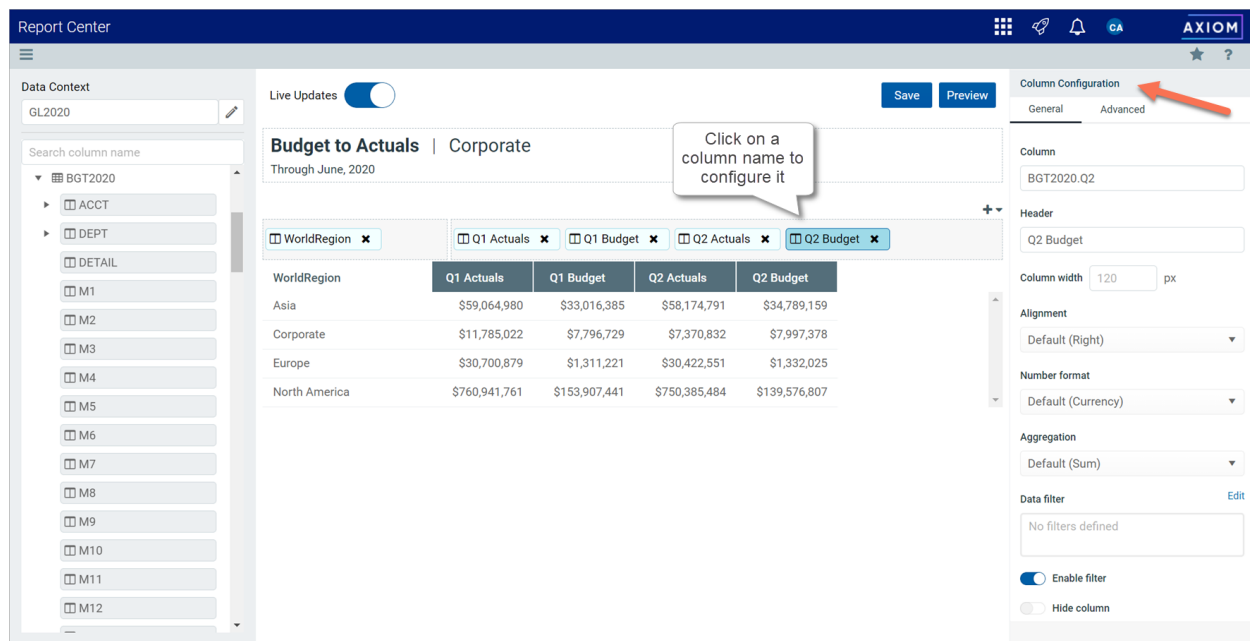 Report Center
CA
AXIOM
?
Data Context
GL2020
Search column name
BGT2020
ACCT
DEPT
DETAIL
M1
M2
M3
M4
M5
M6
M7
M8
M9
M10
M11
M12
Live Updates
Save
Preview
Budget to Actuals | Corporate
Through June, 2020
Click on a
column name to
configure it
WorldRegion
Q1 Actuals
Q1 Budget
Q2 Actuals
Q2 Budget
WorldRegion Q1 Actuals Q1 Budget Q2 Actuals Q2 Budget
Asia $59,064,980 $33,016,385 $58,174,791 $34,789,159
Corporate $11,785,022 $7,796,729 $7,370,832 $7,997,378
Europe $30,700,879 $1,311,221 $30,422,551 $1,332,025
North America $760,941,761 $153,907,441 $750,385,484 $139,576,807
Column Configuration
General Advanced
Column
BGT2020.Q2
Header
Q2 Budget
Column width 120 px
Alignment
Default (Right)
Number format
Default (Currency)
Aggregation
Default (Sum)
Data filter Edit
No filters defined
Enable filter
Hide column